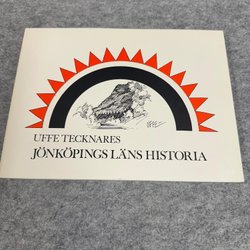 UFFE TECKNARES
JÖNKÖPINGS LÄNS HISTORIA